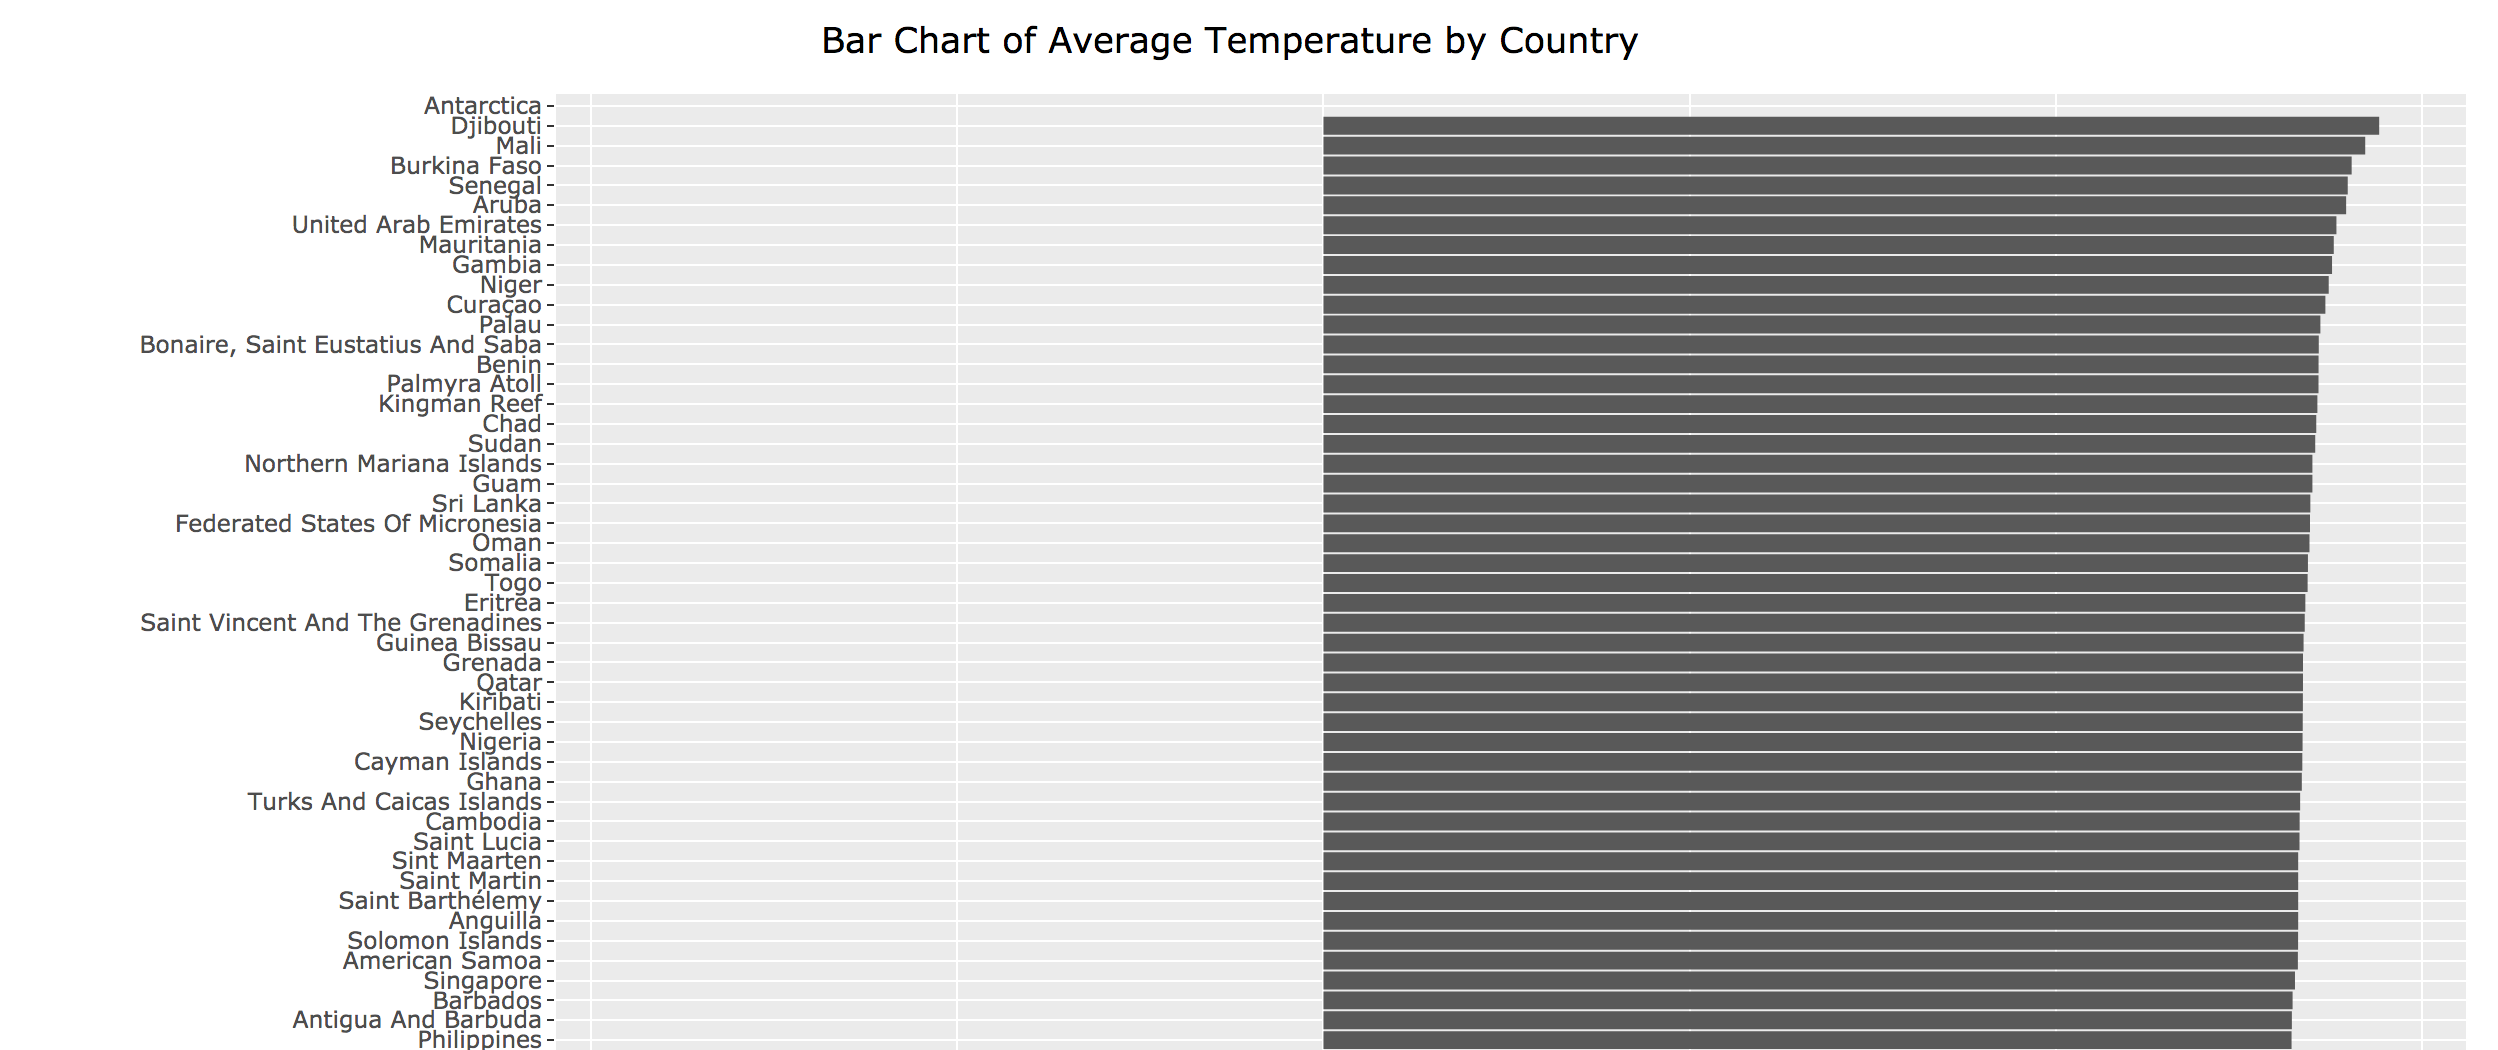 Bar Chart of Average Temperature by Country
Antarctica
Djibouti
Mali
Burkina Faso
Senegal
Aruba
United Arab Emirates
Mauritania
Gambia
Niger
Curaçao
Palau
Bonaire, Saint Eustatius And Saba
Benin
Palmyra Atoll
Kingman Reef
Chad
Sudan
Northern Mariana Islands
Guam
Sri Lanka
Federated States Of Micronesia
Oman
Somalia
Togo
Eritrea
Saint Vincent And The Grenadines
Guinea Bissau
Grenada
Qatar
Kiribati
Seychelles
Nigeria
Cayman Islands
Ghana
Turks And Caicas Islands
Cambodia
Saint Lucia
Sint Maarten
Saint Martin
Saint Barthélemy
Anguilla
Solomon Islands
American Samoa
Singapore
Barbados
Antigua And Barbuda
Philippines